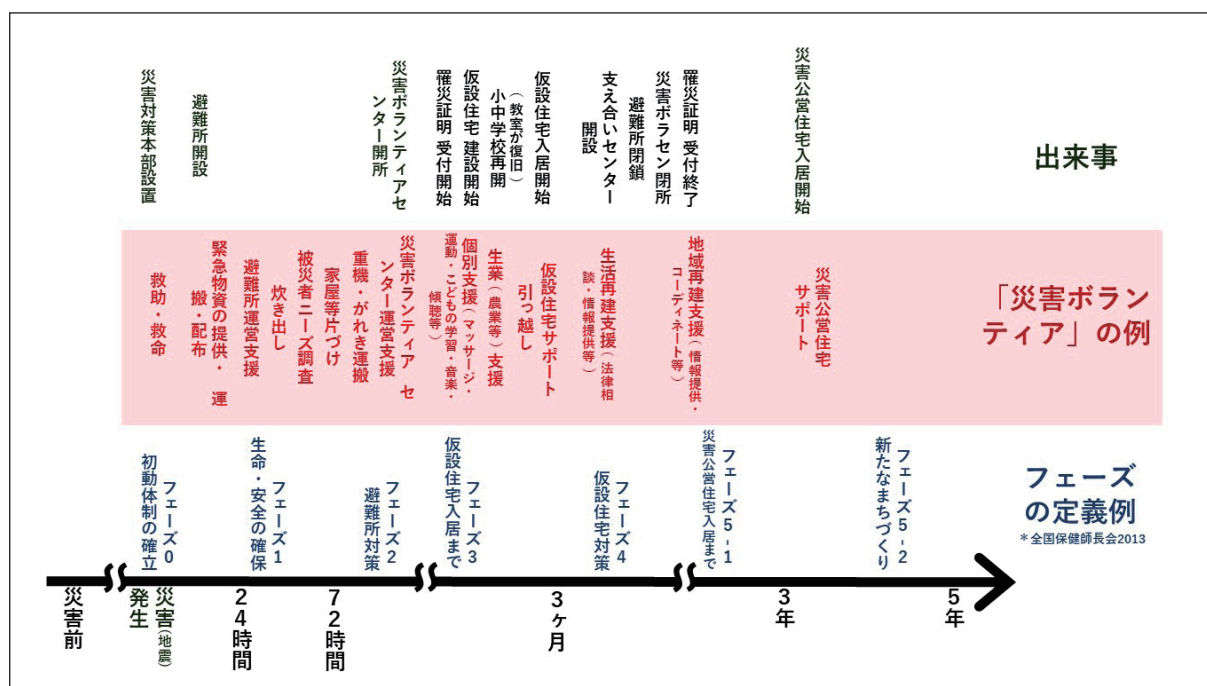 災害対策本部設置
避難所開設
災害ボランティアセ
ンター開所
罹災証明 受付開始
仮設住宅 建設開始
小中学校再開
(教室が復旧)
仮設住宅入居開始
支え合いセンター
開設
避難所閉鎖
災害ボラセン閉所
罹災証明 受付終了
災害公営住宅入居開始
出来事
救助・救命
緊急物資の提供・ 運
搬・配布
避難所運営支援
炊き出し
被災者ニーズ調査
家屋等片づけ
重機・がれき運搬
災害ボランティア セ
ンター運営支援
個別支援(マッサージ・
運動・こどもの学習・音楽・
傾聴等)
生業(農業等)支援
引っ越し
仮設住宅サポート
生活再建支援(法律相
談・情報提供等)
地域再建支援(情報提供・
コーディネート等)
災害公営住宅
サポート
「災害ボラン
ティア」の例
フェーズ0
初動体制の確立
フェーズ1
生命・安全の確保
フェーズ2
避難所対策
フェーズ3
仮設住宅入居まで
フェーズ4
仮設住宅対策
フェーズ5-1
災害公営住宅入居まで
フェーズ5-2
新たなまちづくり
フェーズ
の定義例
*全国保健師長会2013
災害前
災害(地震)
発生
24時間
72時間
3ヶ月
3年
5年